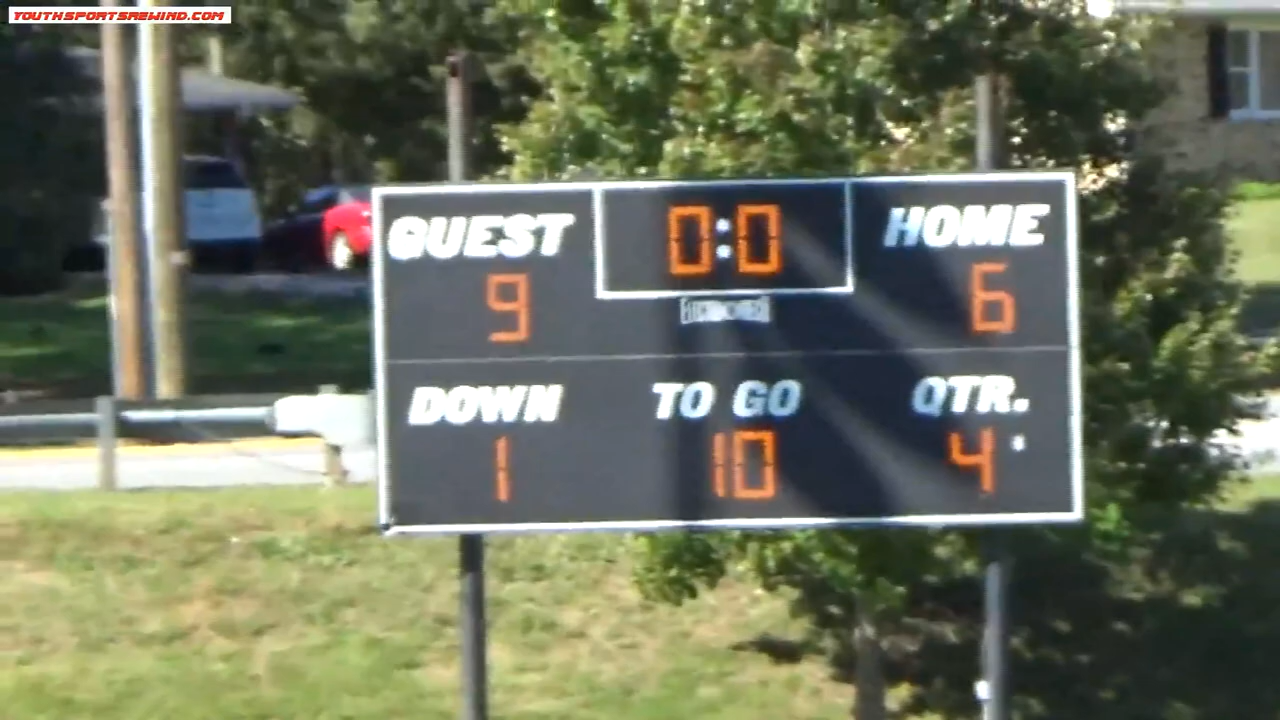 YOUTHSPORTSREWIND.COM
GUEST 0:0 HOME
9 6
DOWN TO GO QTR.
1 10 4